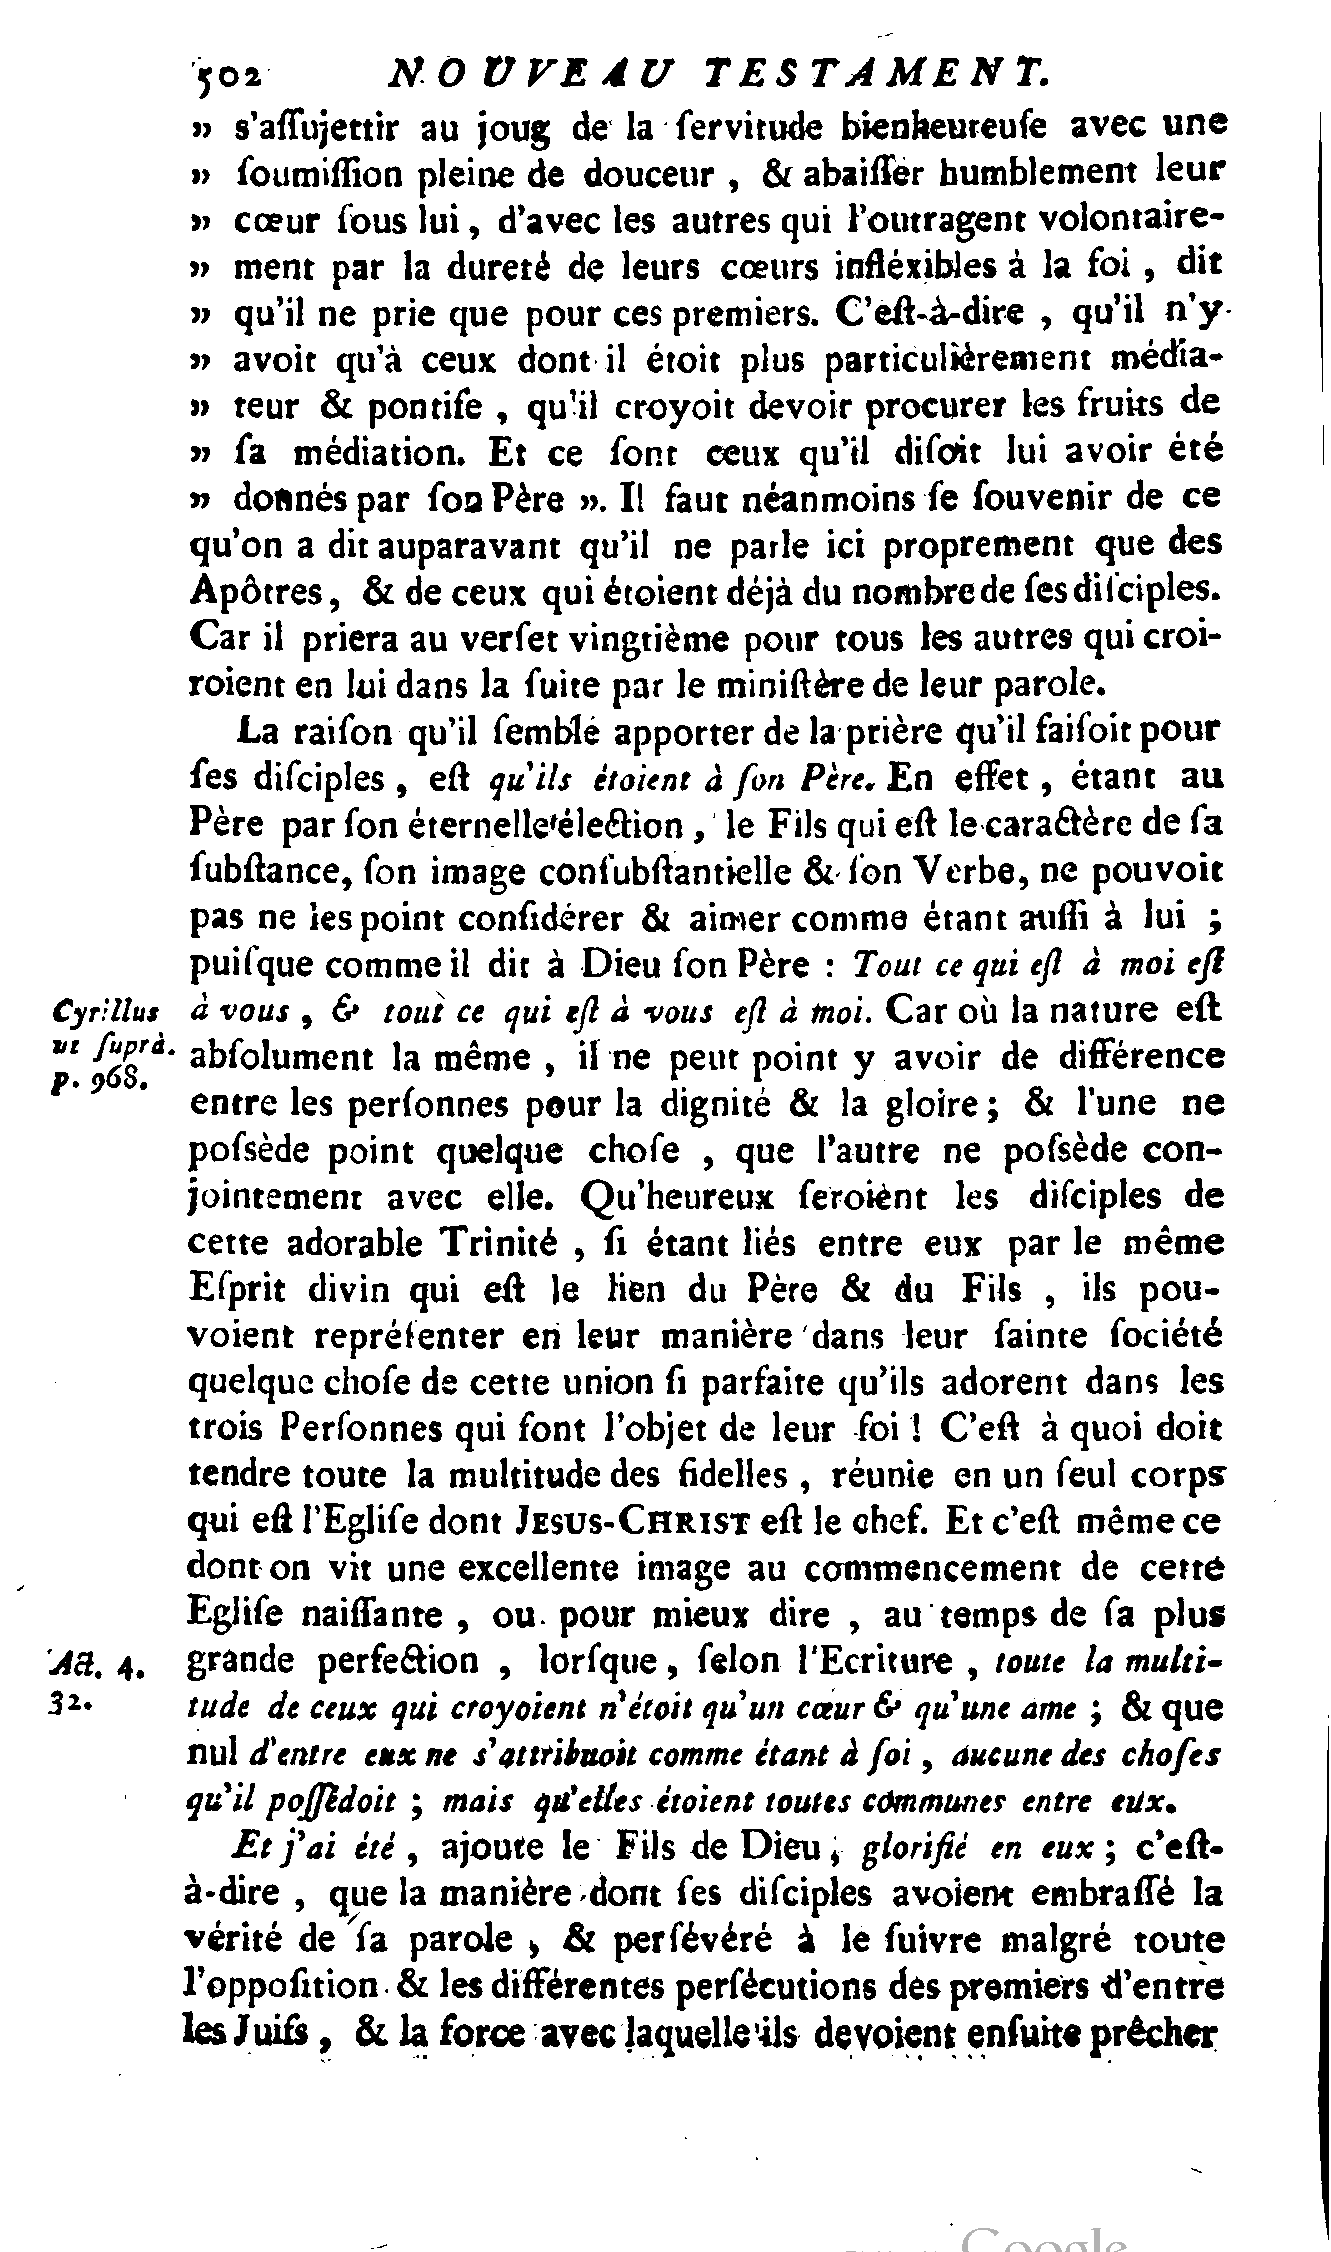 502 NOUVEAU TESTAMENT.
„ s'aſſujettir au joug de la ſervitude bienheureuſe avec une
„ ſoumiſſion pleine de douceur , & abaiſſer humblement leur
„ cœur ſous lui , d'avec les autres qui l'outragent volontaire-
„ ment par la dureté de leurs cœurs infléxibles à la foi , dit
„ qu'il ne prie que pour ces premiers. C'eſt-à-dire , qu'il n'y
„ avoit qu'à ceux dont il étoit plus particulièrement média-
„ teur & pontife , qu'il croyoit devoir procurer les fruits de
„ ſa médiation. Et ce ſont ceux qu'il diſoit lui avoir été
„ donnés par ſon Père ». Il faut néanmoins ſe ſouvenir de ce
qu'on a dit auparavant qu'il ne parle ici proprement que des
Apôtres, & de ceux qui étoient déjà du nombre de ſes diſciples.
Car il priera au verſet vingtième pour tous les autres qui croi-
roient en lui dans la ſuite par le miniſtère de leur parole.
La raiſon qu'il ſemble apporter de la prière qu'il faiſoit pour
ſes diſciples , eſt qu'ils étoient à ſon Père. En effet , étant au
Père par ſon éternelle élection , le Fils qui eſt le caractère de ſa
ſubſtance, ſon image conſubſtantielle & ſon Verbe, ne pouvoit
pas ne les point conſidérer & aimer comme étant auſſi à lui ;
puiſque comme il dit à Dieu ſon Père : Tout ce qui eſt à moi eſt
Cyrillus à vous , & tout ce qui eſt à vous eſt à moi. Car où la nature eſt
ut ſuprà. abſolument la même , il ne peut point y avoir de différence
p. 968.
entre les perſonnes pour la dignité & la gloire ; & l'une ne
poſsède point quelque choſe , que l'autre ne poſsède con-
jointement avec elle. Qu'heureux ſeroient les diſciples de
cette adorable Trinité , ſi étant liés entre eux par le même
Eſprit divin qui eſt le lien du Père & du Fils , ils pou-
voient repréſenter en leur manière dans leur ſainte ſociété
quelque choſe de cette union ſi parfaite qu'ils adorent dans les
trois Perſonnes qui font l'objet de leur foi ! C'eſt à quoi doit
tendre toute la multitude des fidelles , réunie en un ſeul corps
qui eſt l'Egliſe dont JESUS-CHRIST eſt le chef. Et c'eſt même ce
dont on vit une excellente image au commencement de cette
Egliſe naiſſante , ou pour mieux dire , au temps de ſa plus
Act. 4. grande perfection , lorſque , ſelon l'Ecriture , toute la multi-
32. tude de ceux qui croyoient n'étoit qu'un cœur & qu'une ame ; & que
nul d'entre eux ne s'attribuoit comme étant à ſoi , aucune des choſes
qu'il poſſédoit ; mais qu'elles étoient toutes communes entre eux.
Et j'ai été , ajoute le Fils de Dieu , glorifié en eux ; c'eſt-
à-dire , que la manière dont ſes diſciples avoient embraſſé la
vérité de ſa parole , & perſévéré à le ſuivre malgré toute
l'oppoſition & les différentes perſécutions des premiers d'entre
les Juifs , & la force avec laquelle ils devoient enſuite prêcher
Google